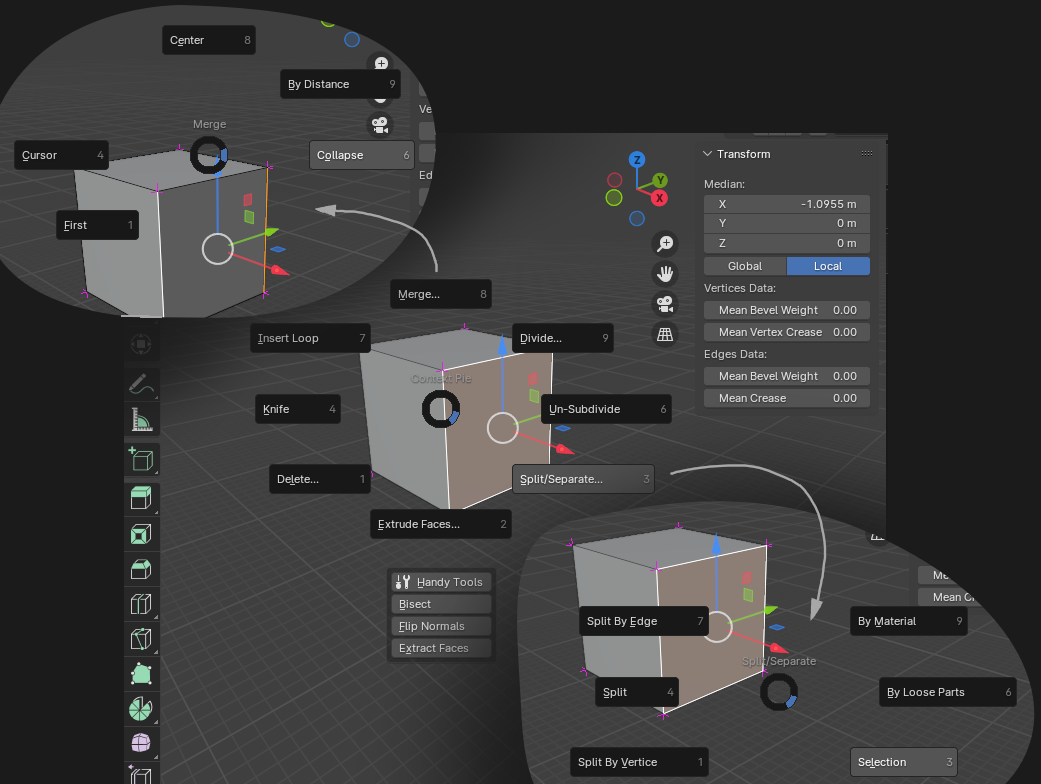 Center 8
By Distance 9
Ve
Merge
Cursor 4
Collapse 6
Ed
First 1
Transform
Median:
X -1.0955 m
Y 0 m
Z 0 m
Global Local
Vertices Data:
Mean Bevel Weight 0.00
Mean Vertex Crease 0.00
Edges Data:
Mean Bevel Weight 0.00
Mean Crease 0.00
Z
Y
X
Merge... 8
Insert Loop 7
Divide... 9
Context Pie
Knife 4
Un-Subdivide 6
Delete... 1
Split/Separate... 3
Extrude Faces... 2
Handy Tools
Bisect
Flip Normals
Extract Faces
Me
Mean C
Split By Edge 7
By Material 9
Split/Separate
Split 4
By Loose Parts 6
Split By Vertice 1
Selection 3